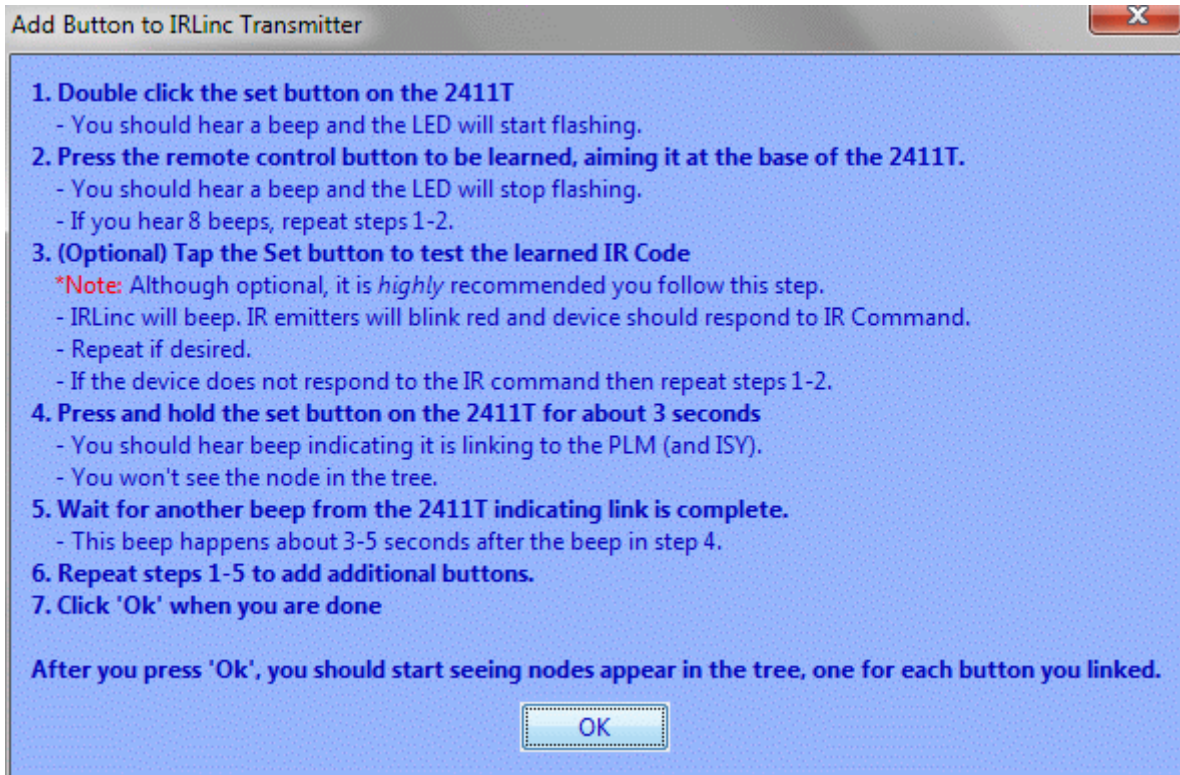 Add Button to IRLinc Transmitter
X
1. Double click the set button on the 2411T
- You should hear a beep and the LED will start flashing.
2. Press the remote control button to be learned, aiming it at the base of the 2411T.
- You should hear a beep and the LED will stop flashing.
- If you hear 8 beeps, repeat steps 1-2.
3. (Optional) Tap the Set button to test the learned IR Code
*Note: Although optional, it is highly recommended you follow this step.
- IRLinc will beep. IR emitters will blink red and device should respond to IR Command.
- Repeat if desired.
- If the device does not respond to the IR command then repeat steps 1-2.
4. Press and hold the set button on the 2411T for about 3 seconds
- You should hear beep indicating it is linking to the PLM (and ISY).
- You won't see the node in the tree.
5. Wait for another beep from the 2411T indicating link is complete.
- This beep happens about 3-5 seconds after the beep in step 4.
6. Repeat steps 1-5 to add additional buttons.
7. Click 'Ok' when you are done
After you press 'Ok', you should start seeing nodes appear in the tree, one for each button you linked.
OK